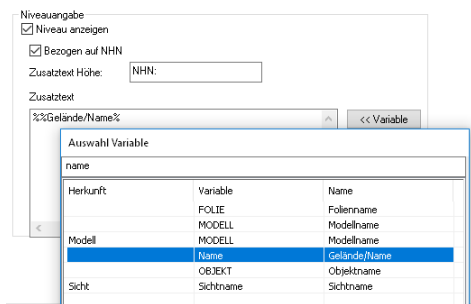 Niveauangabe
Niveau anzeigen
Bezogen auf NHN
Zusatztext Höhe: NHN:
Zusatztext
%%Gelände/Name% << Variable
Auswahl Variable
name
Herkunft Variable Name
FOLIE Folienname
MODELL Modellname
Modell MODELL Modellname
Name Gelände/Name
OBJEKT Objektname
Sicht Sichtname Sichtname